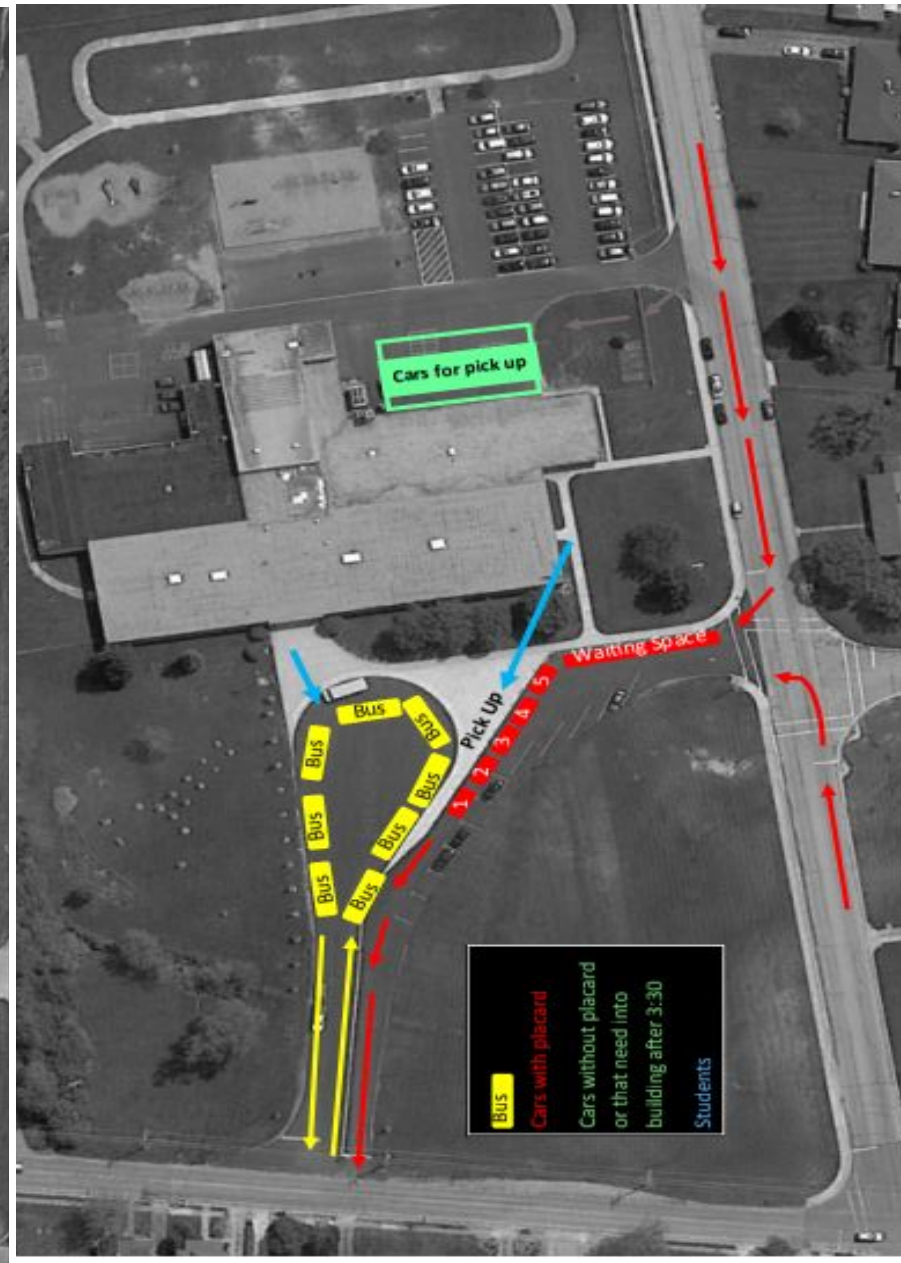 Cars for pick up
Waiting Space
Pick Up
5
4
3
2
1
Bus
Bus
Bus
Bus
Bus
Bus
Bus
Bus
Bus
Bus
Cars with placard
Cars without placard
or that need into
building after 3:30
Students